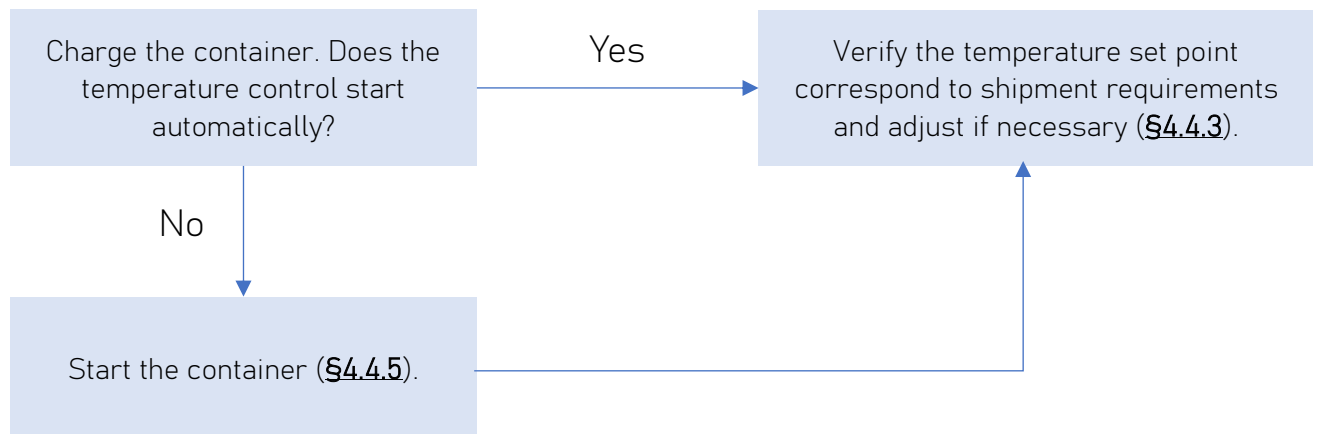 Charge the container. Does the
temperature control start
automatically?
Yes
Verify the temperature set point
correspond to shipment requirements
and adjust if necessary (§4.4.3).
No
Start the container (§4.4.5).